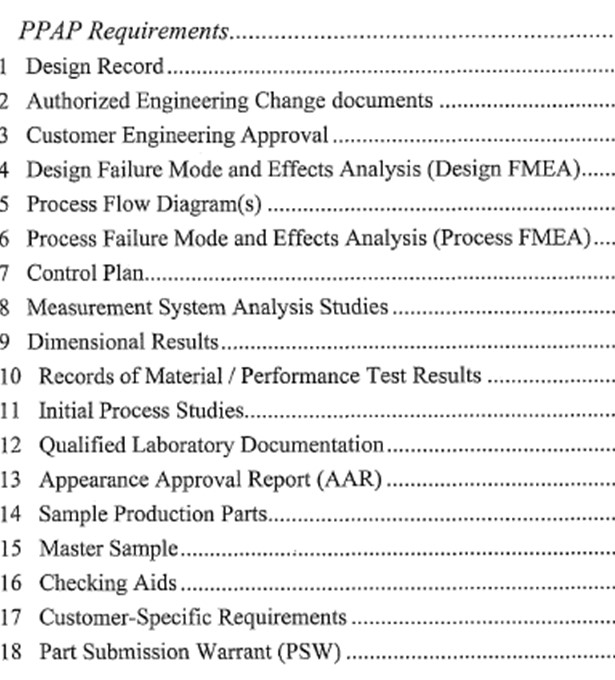 PPAP Requirements
1 Design Record
2 Authorized Engineering Change documents
3 Customer Engineering Approval
4 Design Failure Mode and Effects Analysis (Design FMEA)
5 Process Flow Diagram(s)
6 Process Failure Mode and Effects Analysis (Process FMEA)
7 Control Plan
8 Measurement System Analysis Studies
9 Dimensional Results
10 Records of Material / Performance Test Results
11 Initial Process Studies
12 Qualified Laboratory Documentation
13 Appearance Approval Report (AAR)
14 Sample Production Parts
15 Master Sample
16 Checking Aids
17 Customer-Specific Requirements
18 Part Submission Warrant (PSW)